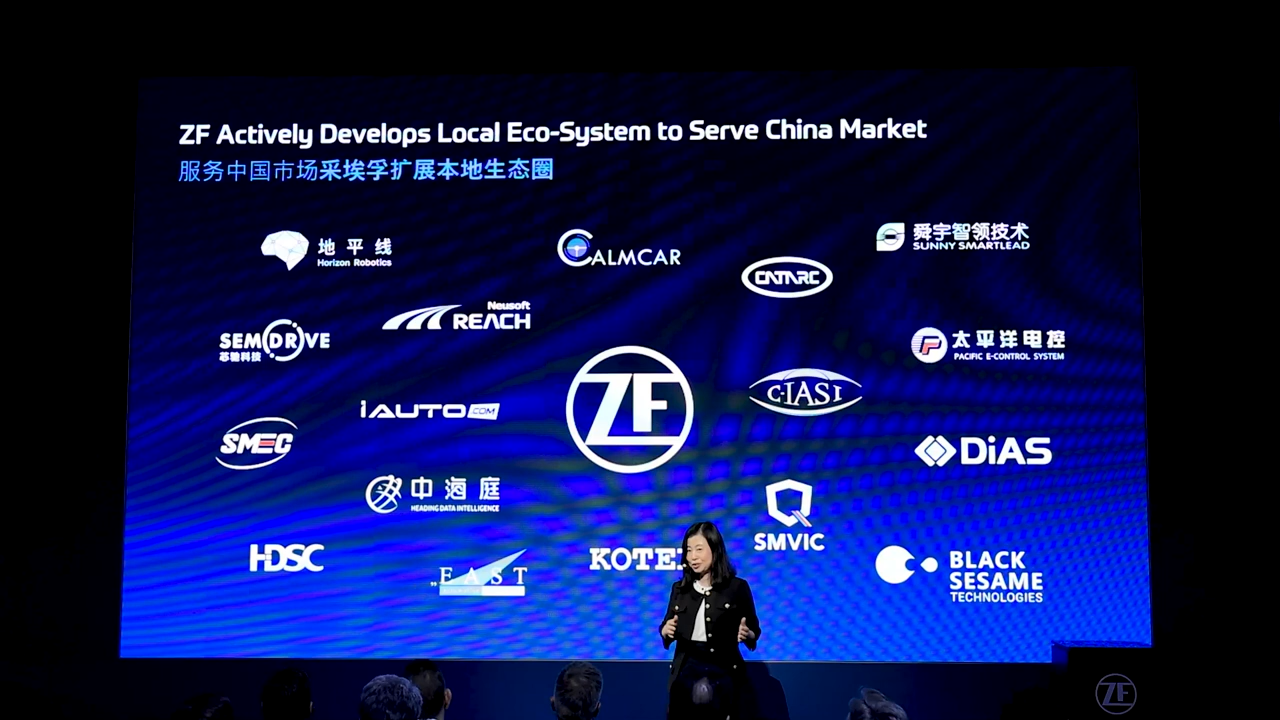 ZF Actively Develops Local Eco-System to Serve China Market
服务中国市场采埃孚扩展本地生态圈
地平线
Horizon Robotics
CALMCAR
舜宇智领技术
SUNNY SMARTLEAD
CATARC
Neusoft
REACH
SEMIDRIVE
芯驰科技
太平洋电控
PACIFIC E-CONTROL SYSTEM
ZF
C-IASI
iAUTO.COM
SMEC
DiAS
中海庭
HEADING DATA INTELLIGENCE
SMVIC
HDSC
EAST
KOTEI
BLACK
SESAME
TECHNOLOGIES
ZF